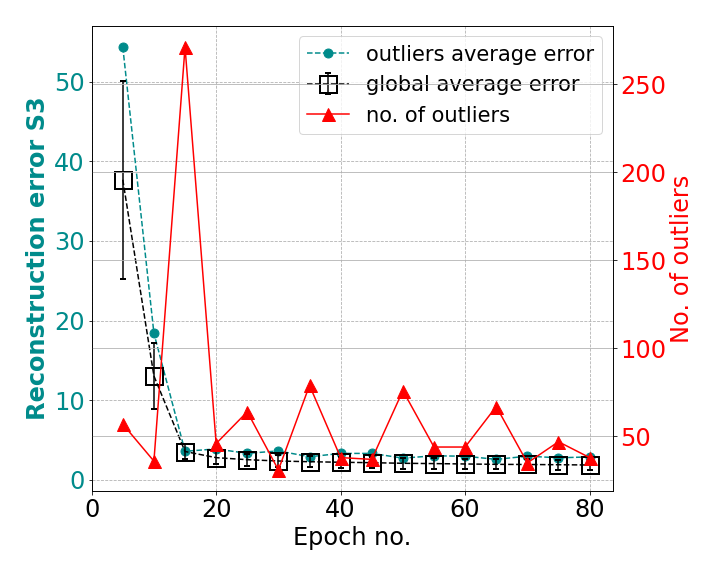 outliers average error
global average error
no. of outliers
Reconstruction error S3
50
40
30
20
10
0
250
200
150
100
50
No. of outliers
0
20
40
60
80
Epoch no.